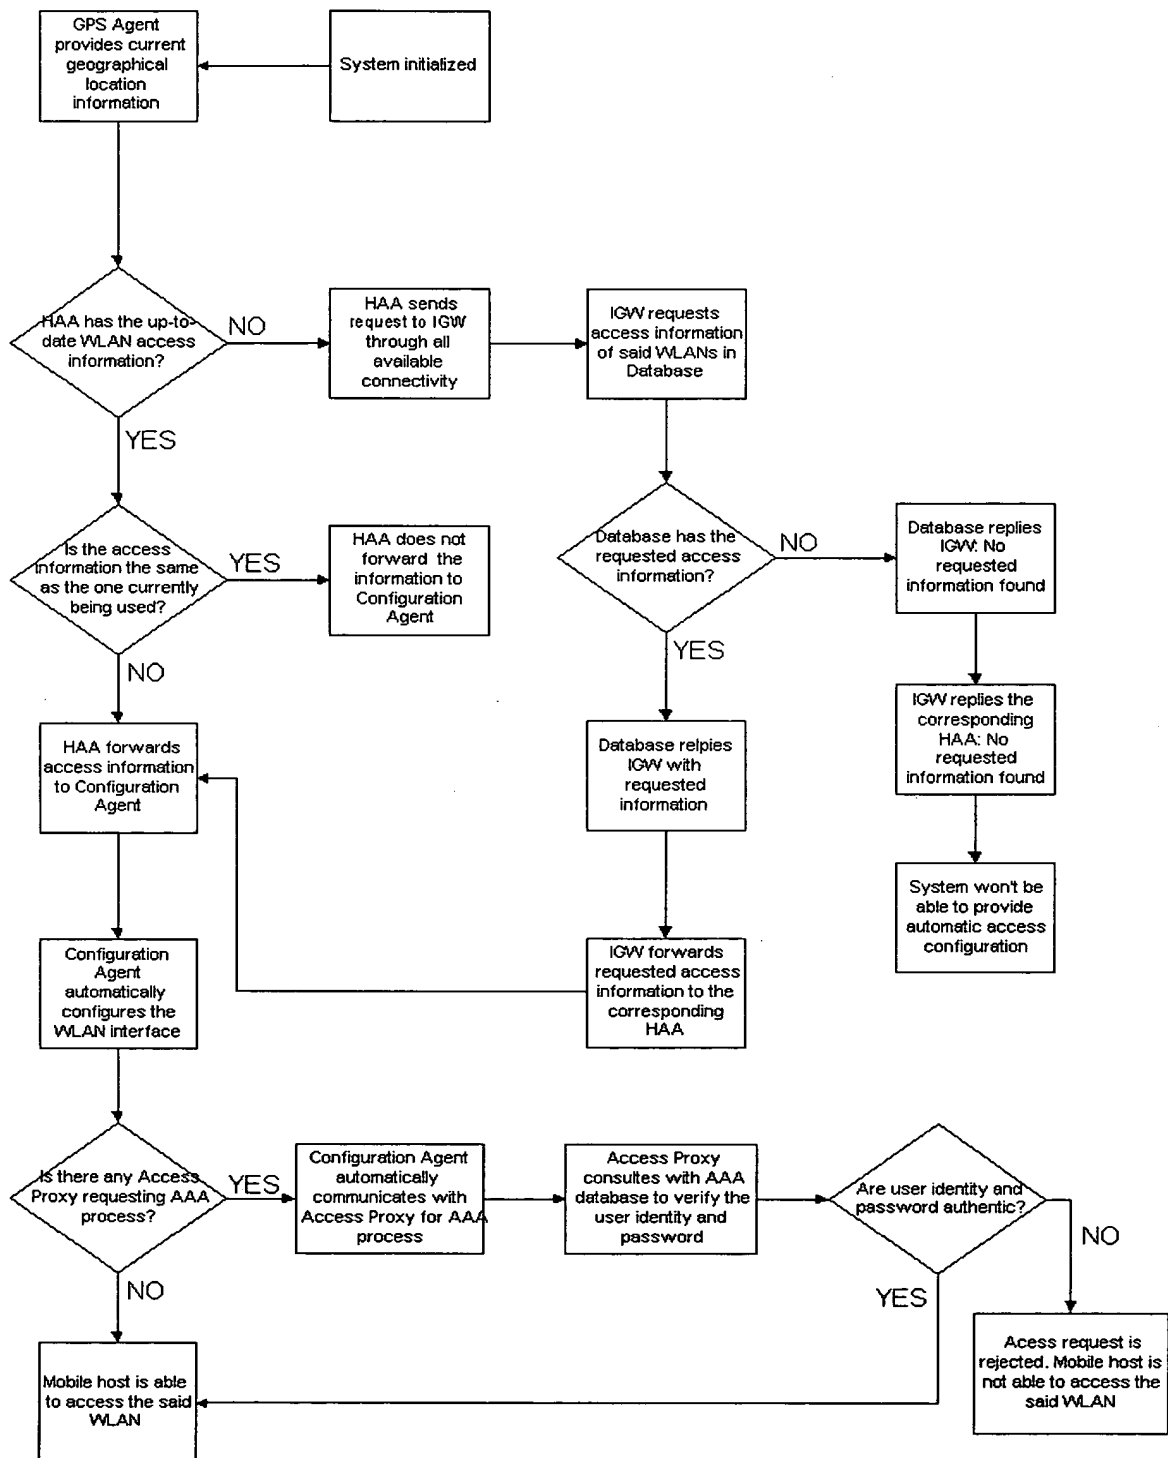 GPS Agent
provides current
geographical
location
information
System initialized
HAA has the up-to-
date WLAN access
information?
NO
HAA sends
request to IGW
through all
available
connectivity
IGW requests
access information
of said WLANs in
Database
YES
Is the access
information the same
as the one currently
being used?
YES
HAA does not
forward the
information to
Configuration
Agent
Database has the
requested access
information?
NO
Database replies
IGW: No
requested
information found
NO
YES
HAA forwards
access information
to Configuration
Agent
Database relpies
IGW with
requested
information
IGW replies the
corresponding
HAA: No
requested
information found
System won't be
able to provide
automatic access
configuration
Configuration
Agent
automatically
configures the
WLAN interface
IGW forwards
requested access
information to the
corresponding
HAA
Is there any Access
Proxy requesting AAA
process?
YES
Configuration Agent
automatically
communicates with
Access Proxy for AAA
process
Access Proxy
consultes with AAA
database to verify the
user identity and
password
Are user identity and
password authentic?
NO
NO
YES
Mobile host is able
to access the said
WLAN
Acess request is
rejected. Mobile host is
not able to access the
said WLAN